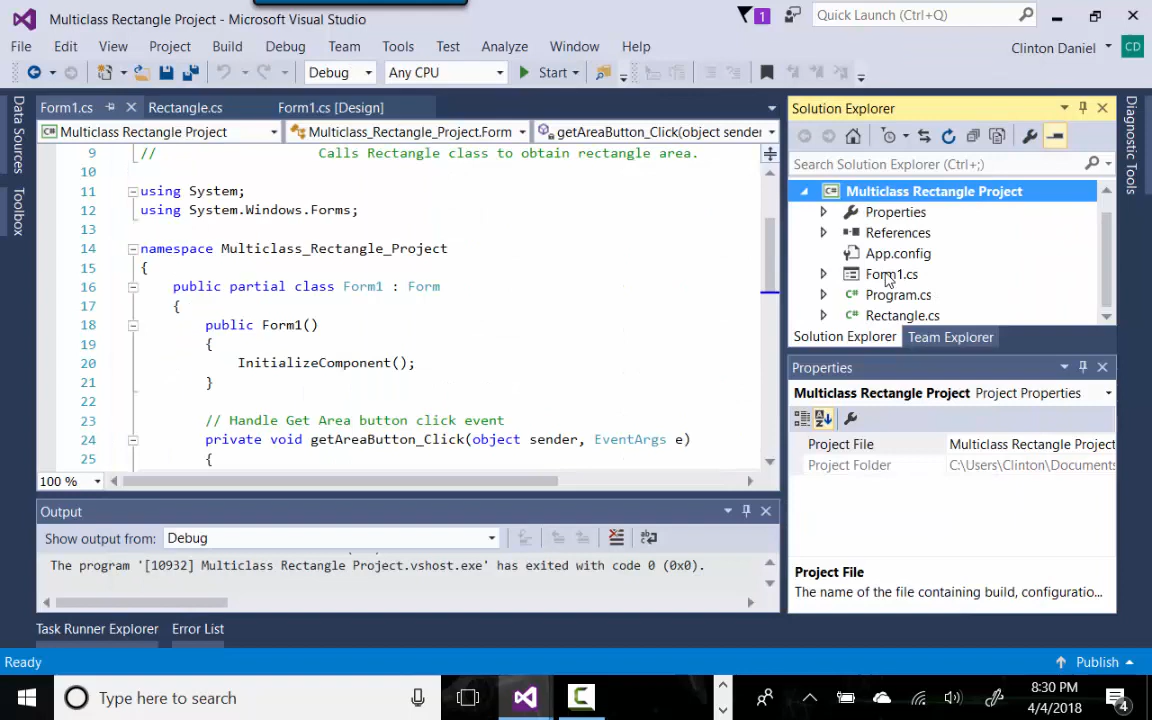 Multiclass Rectangle Project - Microsoft Visual Studio
1
Quick Launch (Ctrl+Q)
File Edit View Project Build Debug Team Tools Test Analyze Window Help
Clinton Daniel
CD
Debug
Any CPU
Start
Data Sources
Toolbox
Form1.cs
Rectangle.cs
Form1.cs [Design]
Multiclass Rectangle Project
Multiclass_Rectangle_Project.Form
getAreaButton_Click(object sender
9 // Calls Rectangle class to obtain rectangle area.
10
11 using System;
12 using System.Windows.Forms;
13
14 namespace Multiclass_Rectangle_Project
15 {
16 public partial class Form1 : Form
17 {
18 public Form1()
19 {
20 InitializeComponent();
21 }
22
23 // Handle Get Area button click event
24 private void getAreaButton_Click(object sender, EventArgs e)
25 {
100 %
Output
Show output from:
Debug
The program '[10932] Multiclass Rectangle Project.vshost.exe' has exited with code 0 (0x0).
Task Runner Explorer
Error List
Solution Explorer
Search Solution Explorer (Ctrl+;)
C# Multiclass Rectangle Project
Properties
References
App.config
Form1.cs
C# Program.cs
C# Rectangle.cs
Solution Explorer
Team Explorer
Properties
Multiclass Rectangle Project Project Properties
Project File Multiclass Rectangle Project
Project Folder C:\Users\Clinton\Documents
Project File
The name of the file containing build, configuratio...
Diagnostic Tools
Ready
Publish
Type here to search
8:30 PM
4/4/2018
4